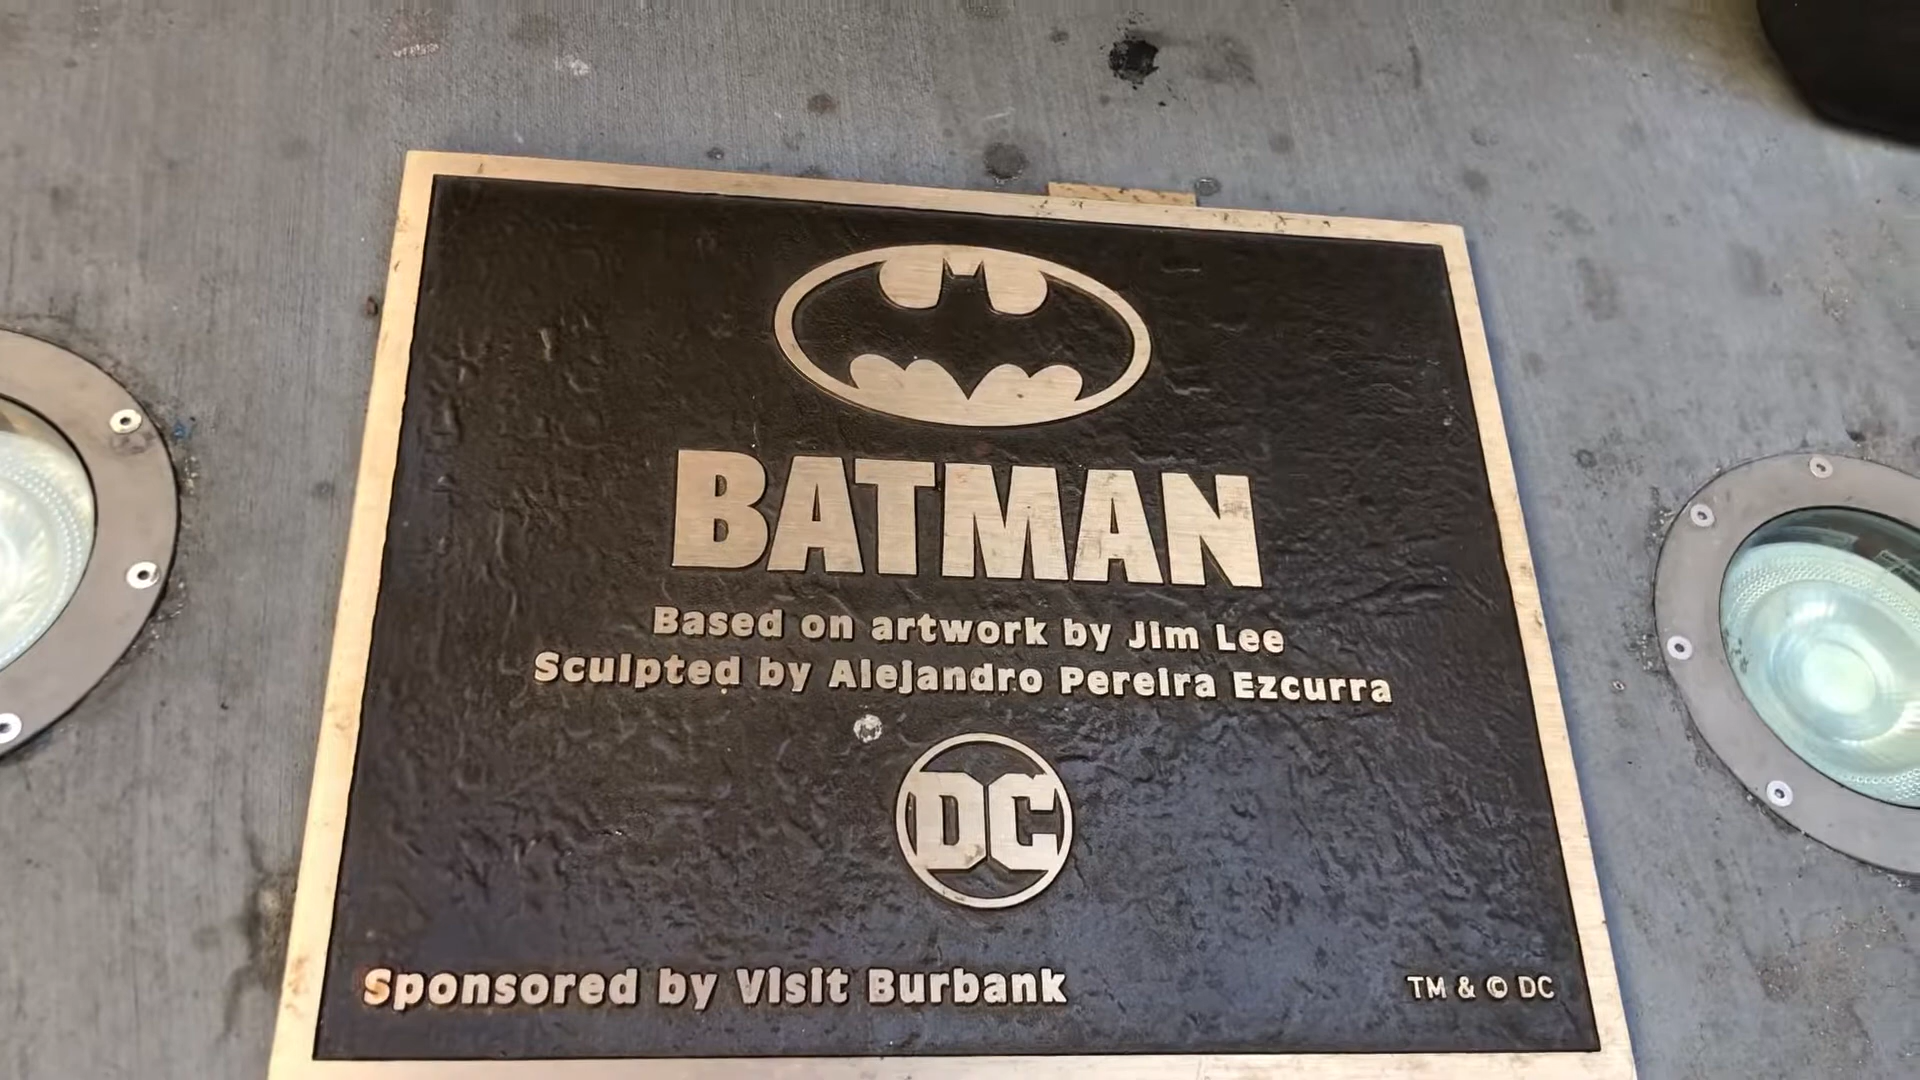 BATMAN
Based on artwork by Jim Lee
Sculpted by Alejandro Pereira Ezcurra
DC
Sponsored by Visit Burbank
TM & © DC